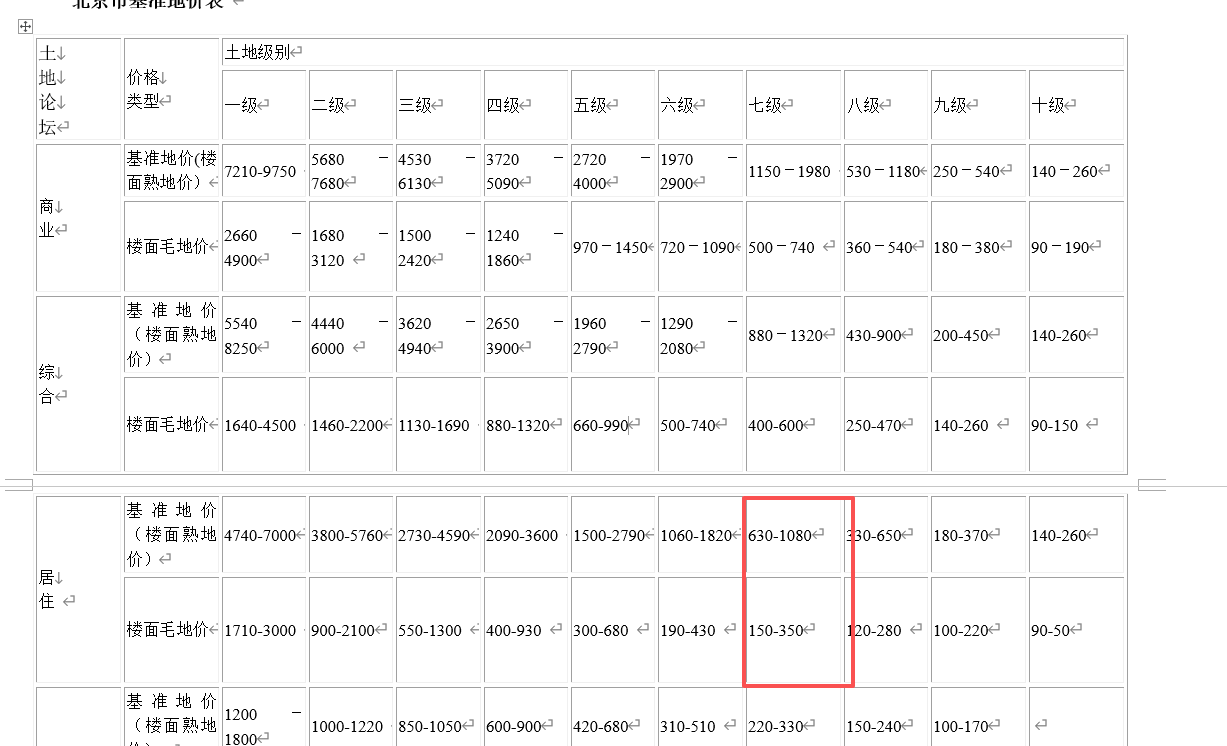 北京市基准地价表
土
地
论
坛
价格
类型
土地级别
一级 二级 三级 四级 五级 六级 七级 八级 九级 十级
商
业
基准地价(楼
面熟地价）
7210-9750
5680 －
7680
4530 －
6130
3720 －
5090
2720 －
4000
1970 －
2900
1150－1980
530－1180
250－540
140－260
楼面毛地价
2660 －
4900
1680 －
3120
1500 －
2420
1240 －
1860
970－1450
720－1090
500－740
360－540
180－380
90－190
综
合
基准地价
（楼面熟地
价）
5540 －
8250
4440 －
6000
3620 －
4940
2650 －
3900
1960 －
2790
1290 －
2080
880－1320
430-900
200-450
140-260
楼面毛地价
1640-4500
1460-2200
1130-1690
880-1320
660-990
500-740
400-600
250-470
140-260
90-150
居
住
基准地价
（楼面熟地
价）
4740-7000
3800-5760
2730-4590
2090-3600
1500-2790
1060-1820
630-1080
330-650
180-370
140-260
楼面毛地价
1710-3000
900-2100
550-1300
400-930
300-680
190-430
150-350
120-280
100-220
90-50
基准地价
（楼面熟地
价）
1200 －
1800
1000-1220
850-1050
600-900
420-680
310-510
220-330
150-240
100-170